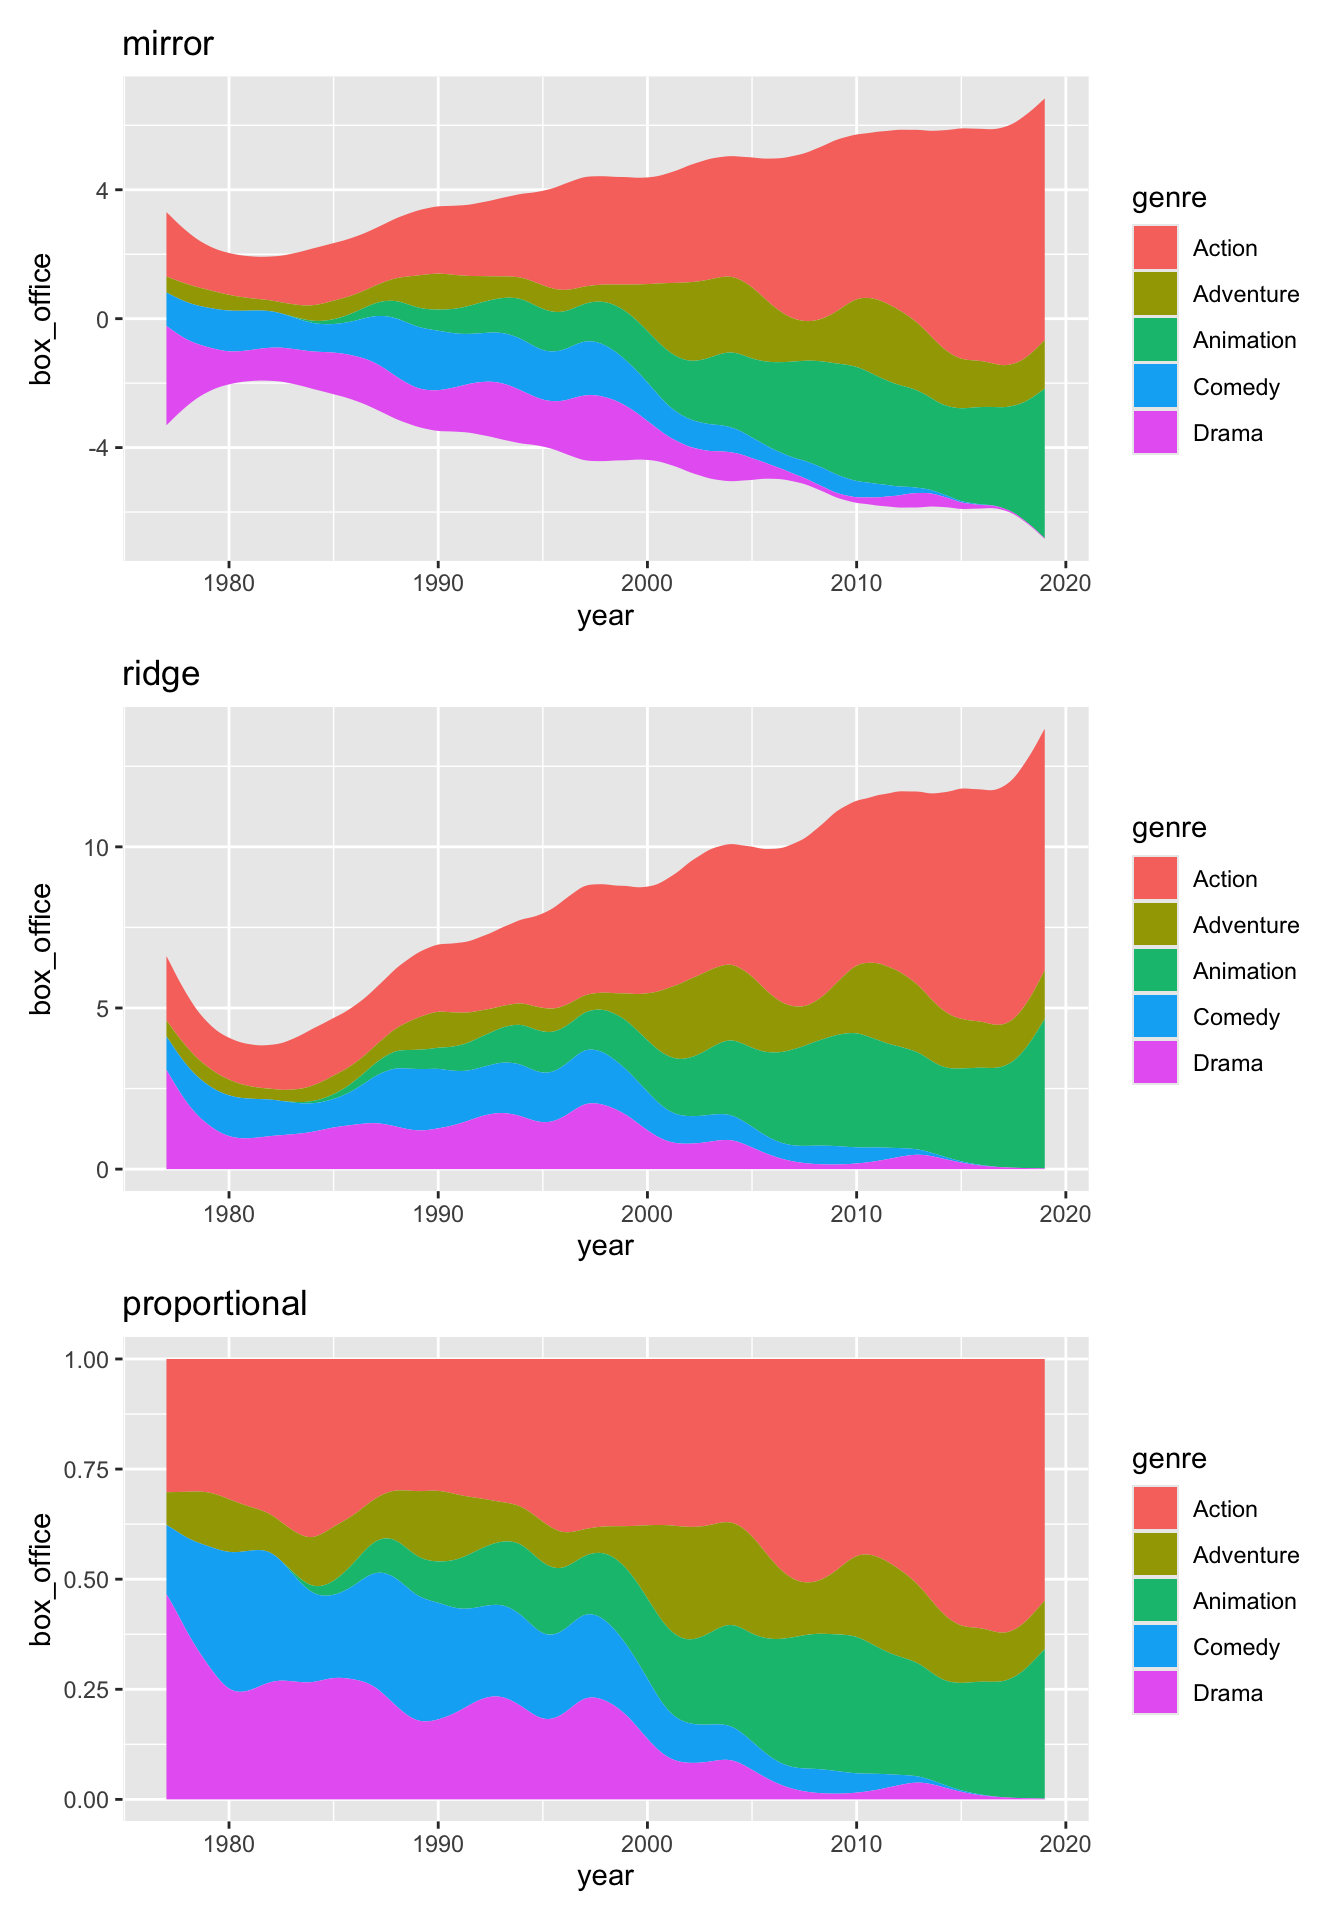 mirror
4
0
-4
box_office
1980 1990 2000 2010 2020
year
genre
Action
Adventure
Animation
Comedy
Drama
ridge
10
5
0
box_office
1980 1990 2000 2010 2020
year
genre
Action
Adventure
Animation
Comedy
Drama
proportional
1.00
0.75
0.50
0.25
0.00
box_office
1980 1990 2000 2010 2020
year
genre
Action
Adventure
Animation
Comedy
Drama